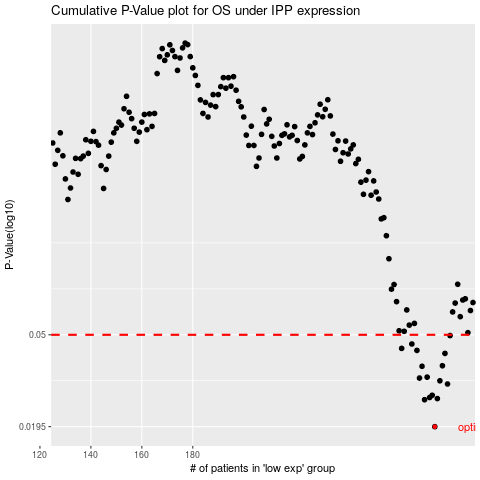 Cumulative P-Value plot for OS under IPP expression
P-Value(log10)
0.05
0.0195
opti
120 140 160 180
# of patients in 'low exp' group